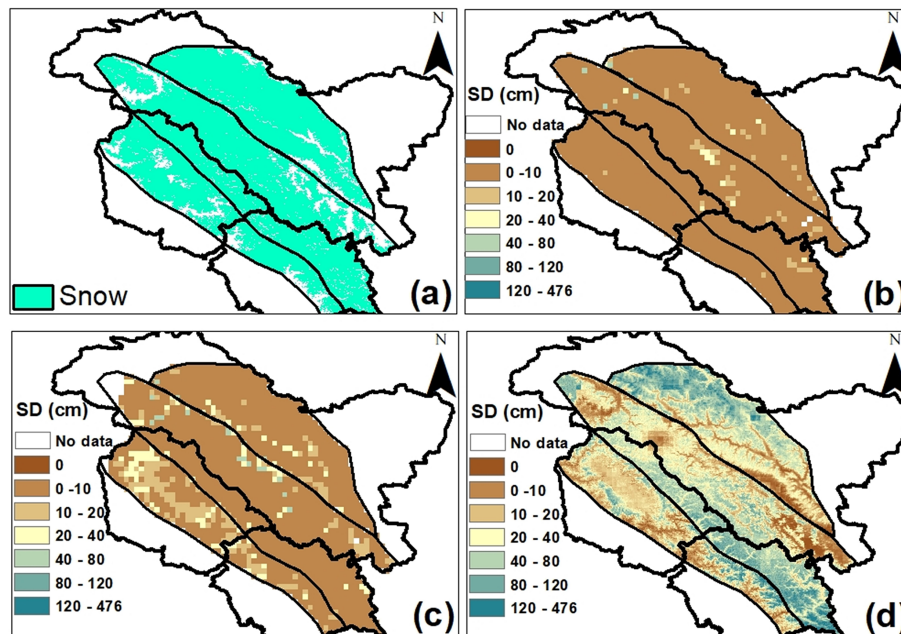 N
Snow
(a)
N
SD (cm)
No data
0
0 -10
10 - 20
20 - 40
40 - 80
80 - 120
120 - 476
(b)
N
SD (cm)
No data
0
0 -10
10 - 20
20 - 40
40 - 80
80 - 120
120 - 476
(c)
N
SD (cm)
No data
0
0 -10
10 - 20
20 - 40
40 - 80
80 - 120
120 - 476
(d)